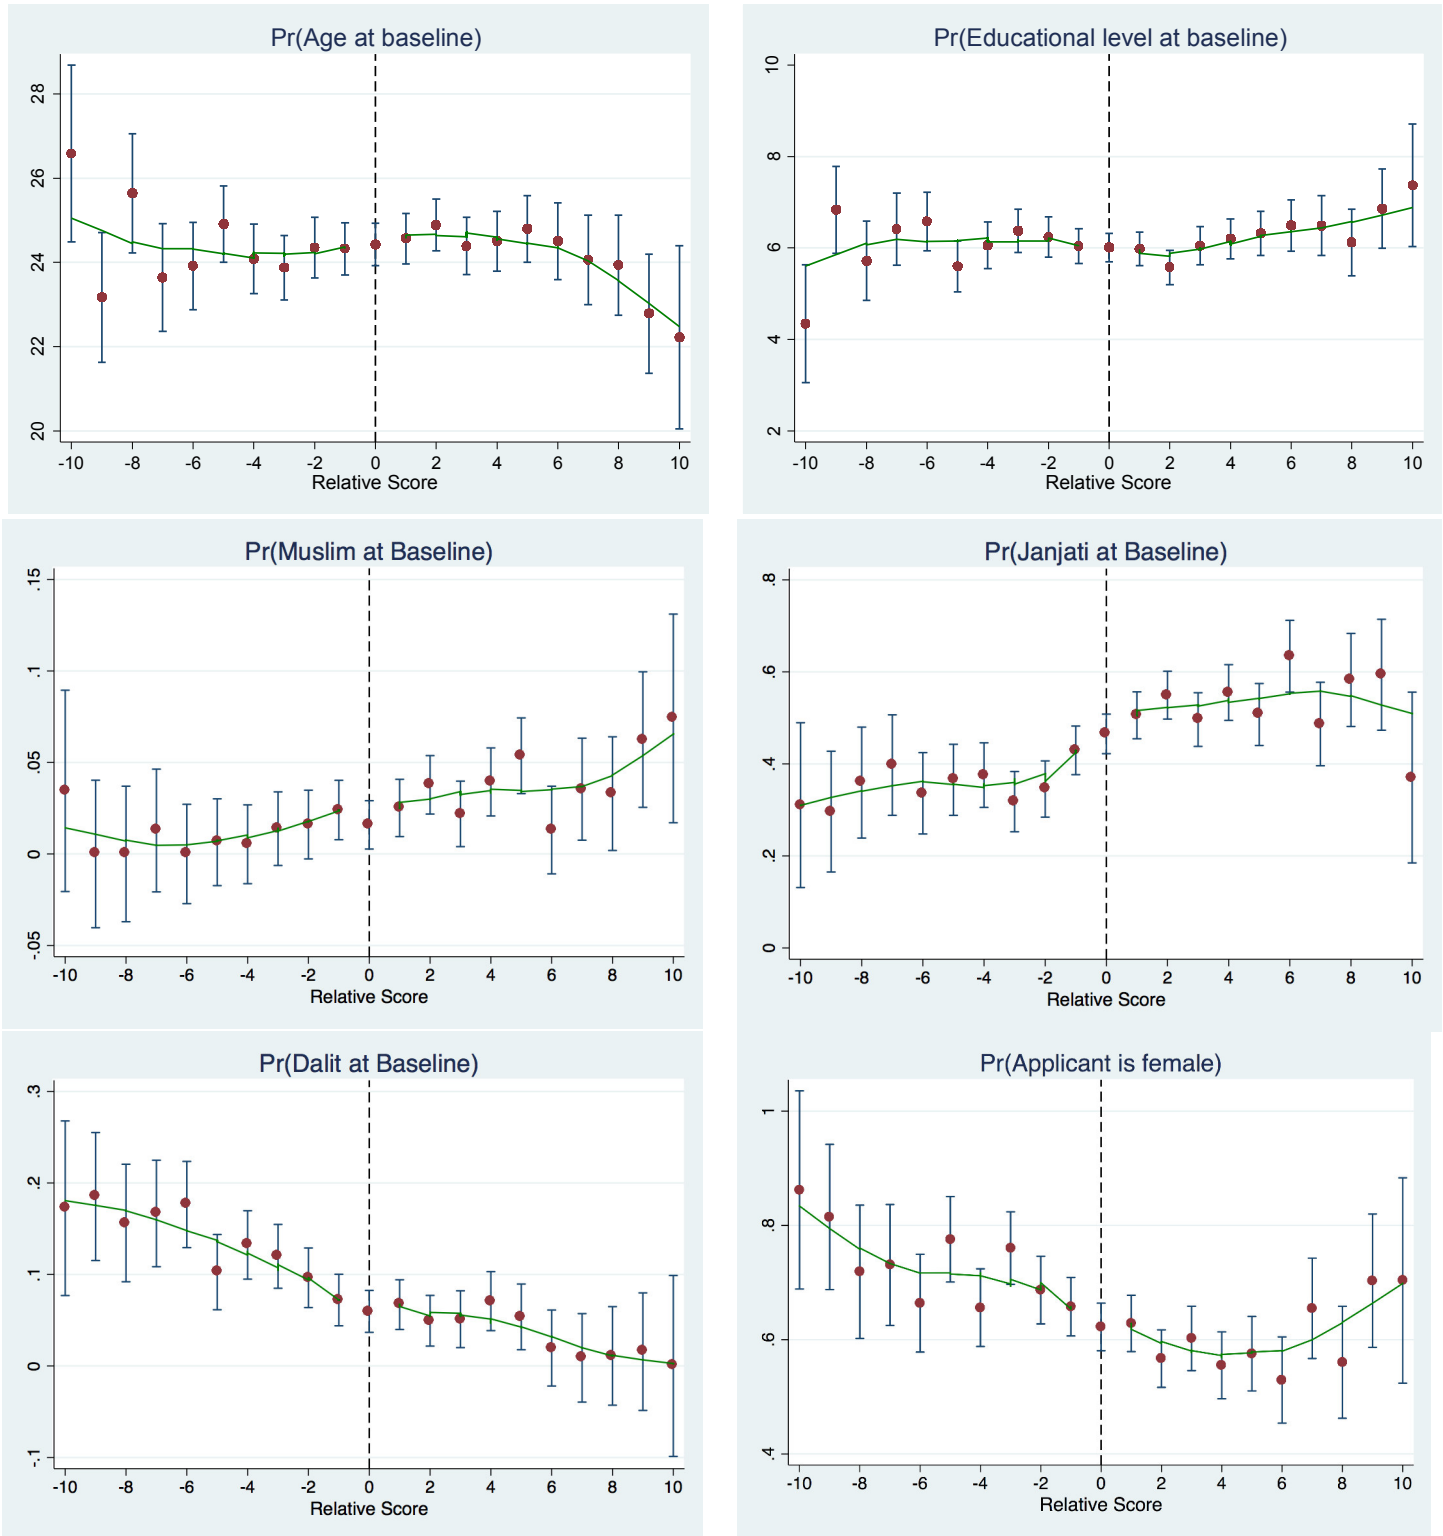 Pr(Age at baseline)
28
26
24
22
20
-10 -8 -6 -4 -2 0 2 4 6 8 10
Relative Score
Pr(Educational level at baseline)
10
8
6
4
2
-10 -8 -6 -4 -2 0 2 4 6 8 10
Relative Score
Pr(Muslim at Baseline)
.15
.1
.05
0
-.05
-10 -8 -6 -4 -2 0 2 4 6 8 10
Relative Score
Pr(Janjati at Baseline)
.8
.6
.4
.2
0
-10 -8 -6 -4 -2 0 2 4 6 8 10
Relative Score
Pr(Dalit at Baseline)
.3
.2
.1
0
-.1
-10 -8 -6 -4 -2 0 2 4 6 8 10
Relative Score
Pr(Applicant is female)
1
.8
.6
.4
-10 -8 -6 -4 -2 0 2 4 6 8 10
Relative Score